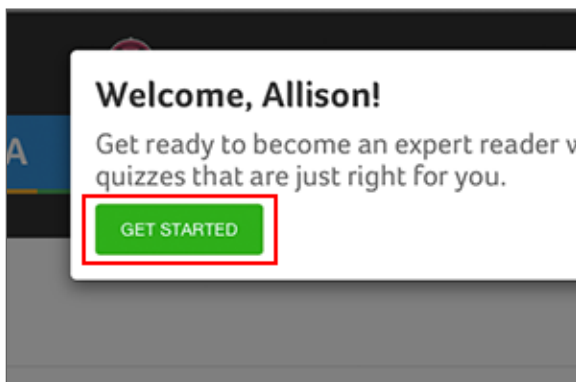 A
Welcome, Allison!
Get ready to become an expert reader
quizzes that are just right for you.
GET STARTED